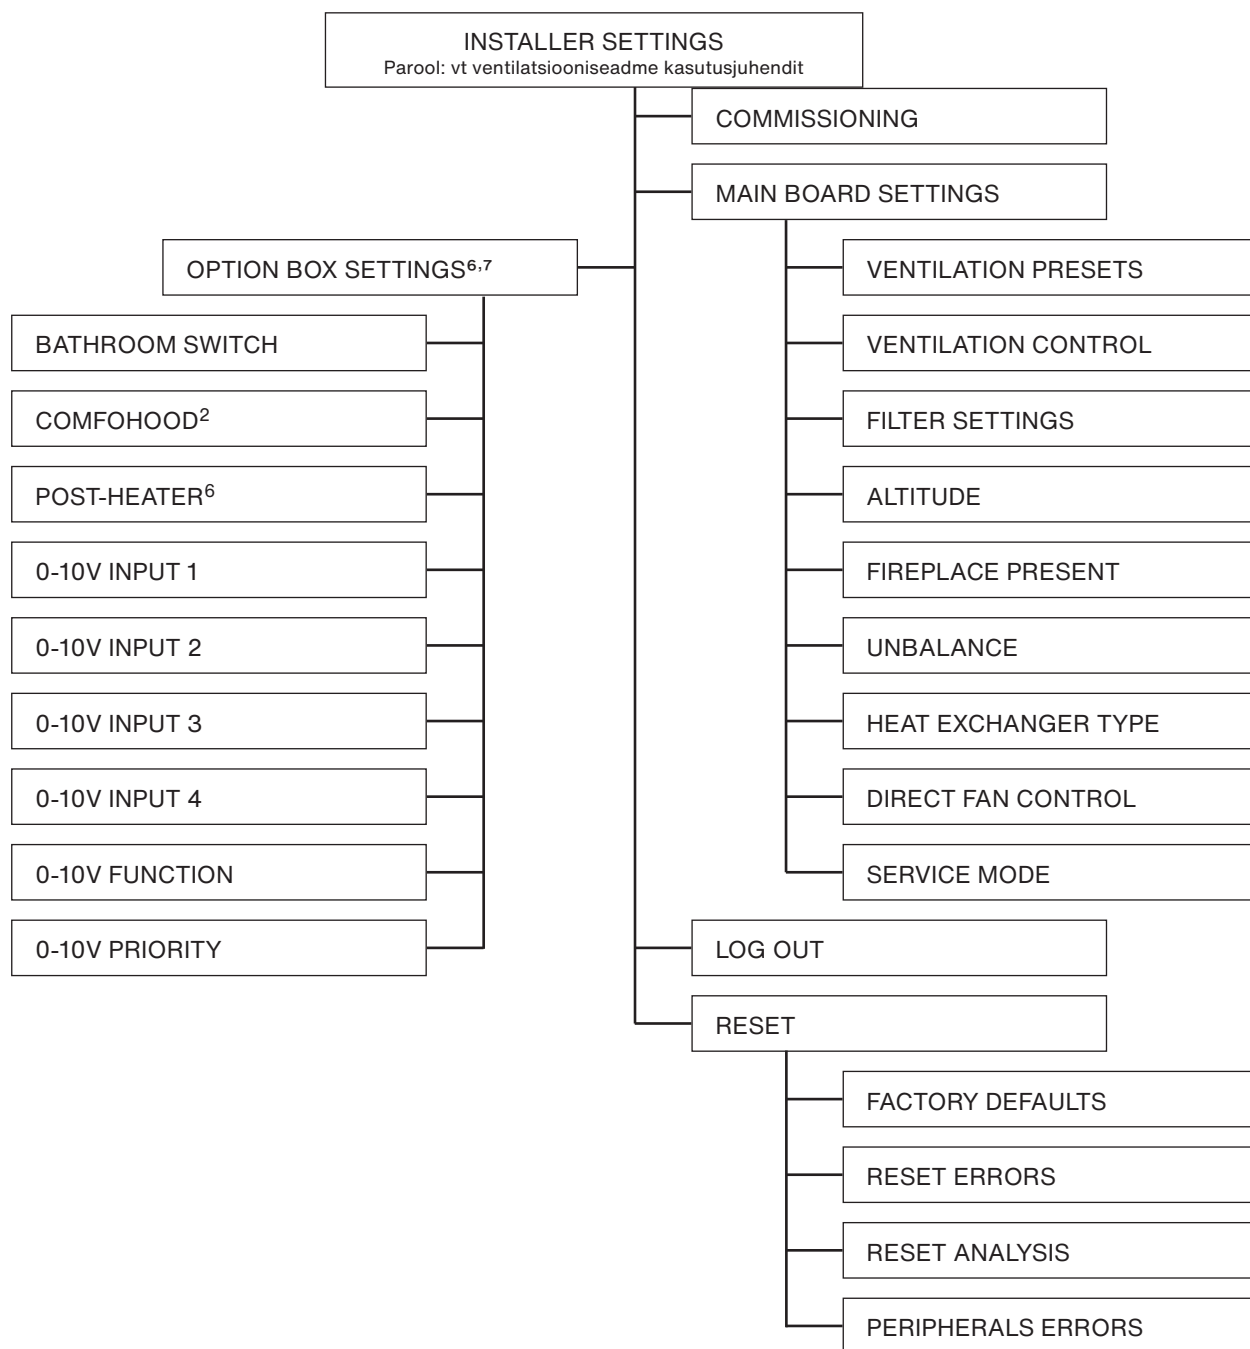 INSTALLER SETTINGS
Parool: vt ventilatsiooniseadme kasutusjuhendit
COMMISSIONING
MAIN BOARD SETTINGS
VENTILATION PRESETS
VENTILATION CONTROL
FILTER SETTINGS
ALTITUDE
FIREPLACE PRESENT
UNBALANCE
HEAT EXCHANGER TYPE
DIRECT FAN CONTROL
SERVICE MODE
OPTION BOX SETTINGS⁶,⁷
BATHROOM SWITCH
COMFOHOOD²
POST-HEATER⁶
0-10V INPUT 1
0-10V INPUT 2
0-10V INPUT 3
0-10V INPUT 4
0-10V FUNCTION
0-10V PRIORITY
LOG OUT
RESET
FACTORY DEFAULTS
RESET ERRORS
RESET ANALYSIS
PERIPHERALS ERRORS